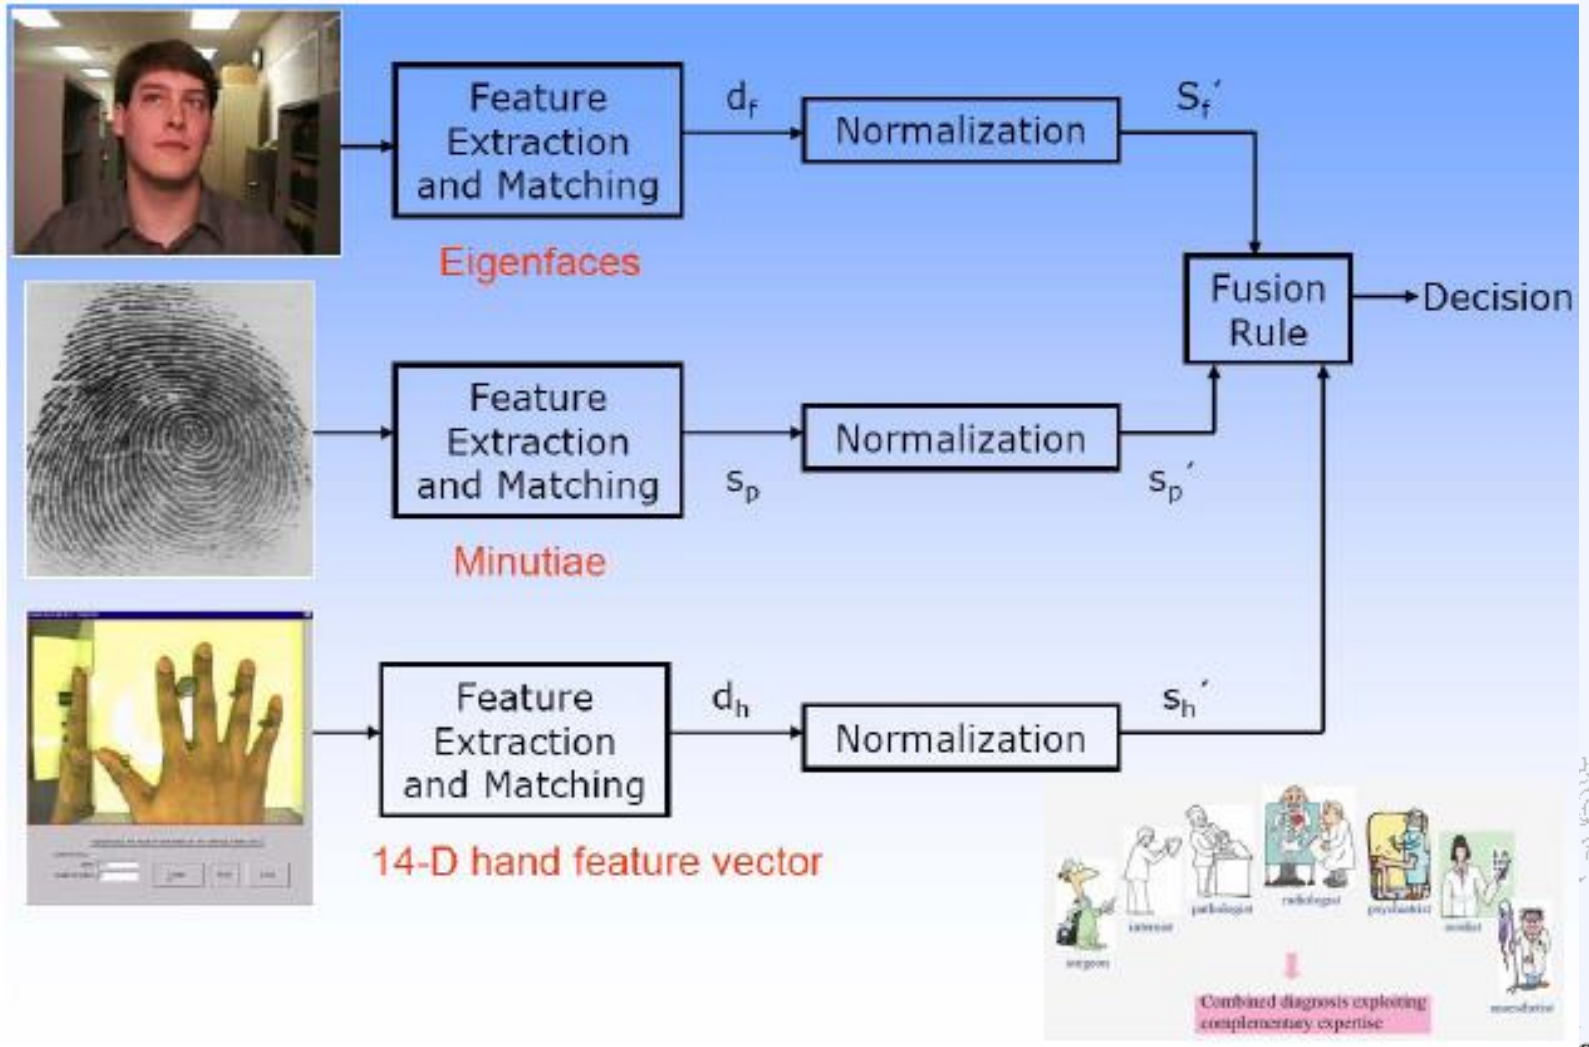 Feature
Extraction
and Matching
d_f
Normalization
S_f´
Eigenfaces
Fusion
Rule
Decision
Feature
Extraction
and Matching
s_p
Normalization
s_p´
Minutiae
Feature
Extraction
and Matching
d_h
Normalization
s_h´
14-D hand feature vector
surgeon
internist
pathologist
radiologist
psychiatrist
Combined diagnosis exploiting
complementary expertise